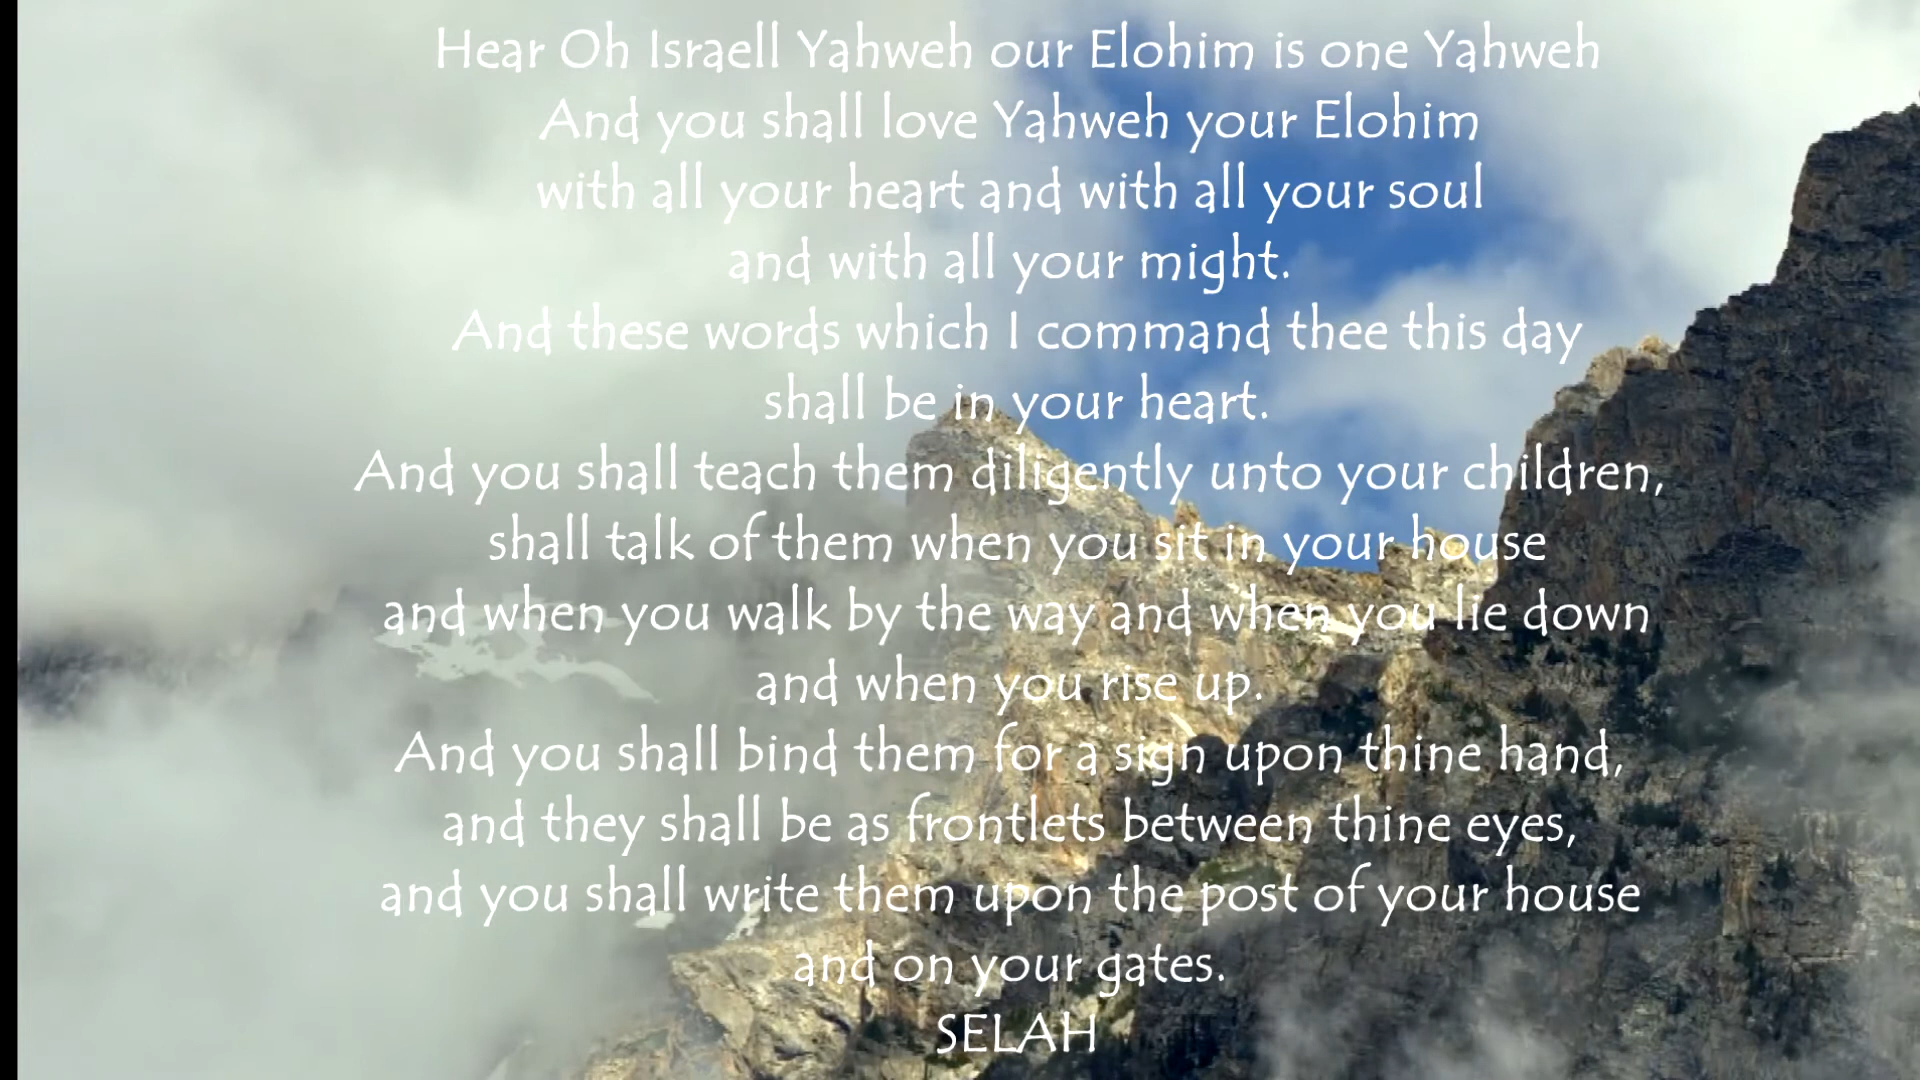 Hear Oh Israell Yahweh our Elohim is one Yahweh
And you shall love Yahweh your Elohim
with all your heart and with all your soul
and with all your might.
And these words which I command thee this day
shall be in your heart.
And you shall teach them diligently unto your children,
shall talk of them when you sit in your house
and when you walk by the way and when you lie down
and when you rise up.
And you shall bind them for a sign upon thine hand,
and they shall be as frontlets between thine eyes,
and you shall write them upon the post of your house
and on your gates.
SELAH